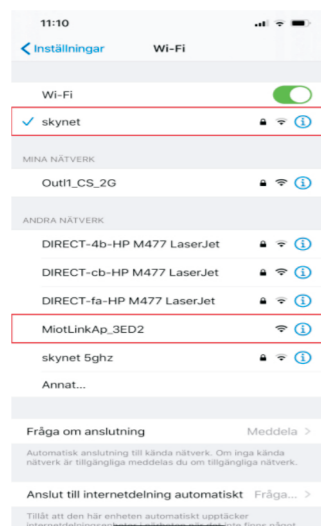 11:10
Inställningar Wi-Fi
Wi-Fi
skynet
MINA NÄTVERK
Outl1_CS_2G
ANDRA NÄTVERK
DIRECT-4b-HP M477 LaserJet
DIRECT-cb-HP M477 LaserJet
DIRECT-fa-HP M477 LaserJet
MiotLinkAp_3ED2
skynet 5ghz
Annat...
Fråga om anslutning Meddela
Automatisk anslutning till kända nätverk. Om inga kända
nätverk är tillgängliga meddelas du om tillgängliga nätverk.
Anslut till internetdelning automatiskt Fråga...
Tillåt att den här enheten automatiskt upptäcker